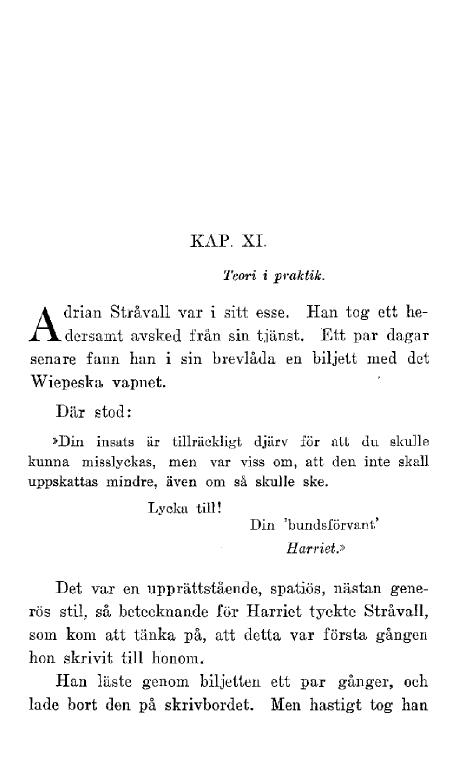 KAP. XI.
Teori i praktik.
Adrian Stråvall var i sitt esse. Han tog ett he-
dersamt avsked från sin tjänst. Ett par dagar
senare fann han i sin brevlåda en biljett med det
Wiepeska vapnet.
Där stod:
»Din insats är tillräckligt djärv för att du skulle
kunna misslyckas, men var viss om, att den inte skall
uppskattas mindre, även om så skulle ske.
Lycka till!
Din ’bundsförvant’
Harriet.»
Det var en upprättstående, spatiös, nästan gene-
rös stil, så betecknande för Harriet tyckte Stråvall,
som kom att tänka på, att detta var första gången
hon skrivit till honom.
Han läste genom biljetten ett par gånger, och
lade bort den på skrivbordet. Men hastigt tog han